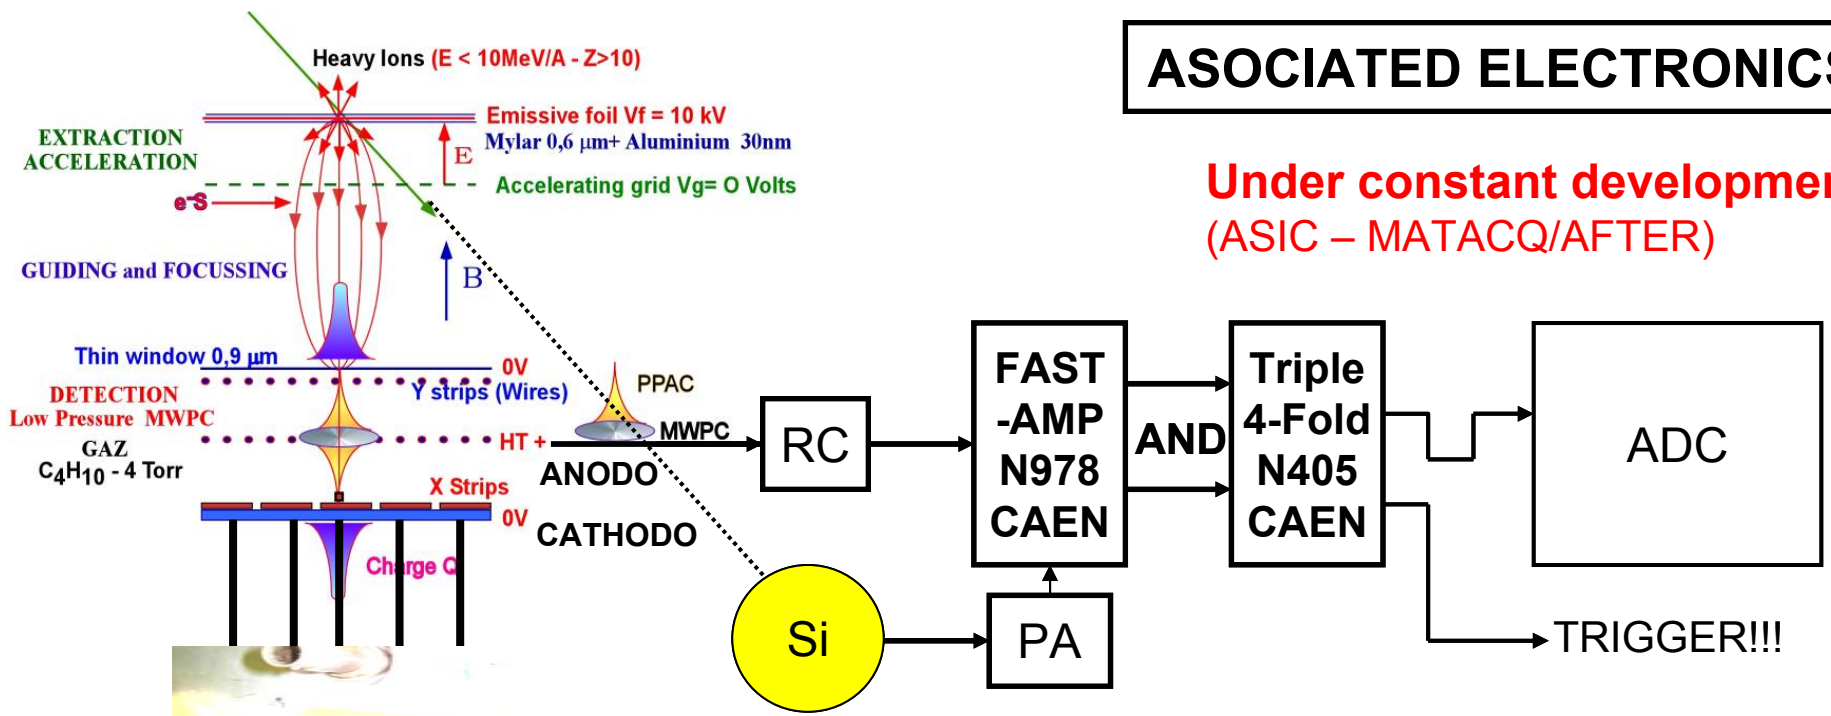 ASOCIATED ELECTRONICS
Under constant developmen
(ASIC – MATACQ/AFTER)
Heavy Ions (E < 10MeV/A - Z>10)
Emissive foil Vf = 10 kV
Mylar 0,6 µm+ Aluminium 30nm
EXTRACTION
ACCELERATION
E
Accelerating grid Vg= O Volts
e-S
GUIDING and FOCUSSING
B
Thin window 0,9 µm
0V
Y strips (Wires)
DETECTION
Low Pressure MWPC
GAZ
C4H10 - 4 Torr
HT +
X Strips
0V
Charge Q
PPAC
MWPC
ANODO
CATHODO
RC
FAST
-AMP
N978
CAEN
AND
Triple
4-Fold
N405
CAEN
ADC
Si
PA
TRIGGER!!!